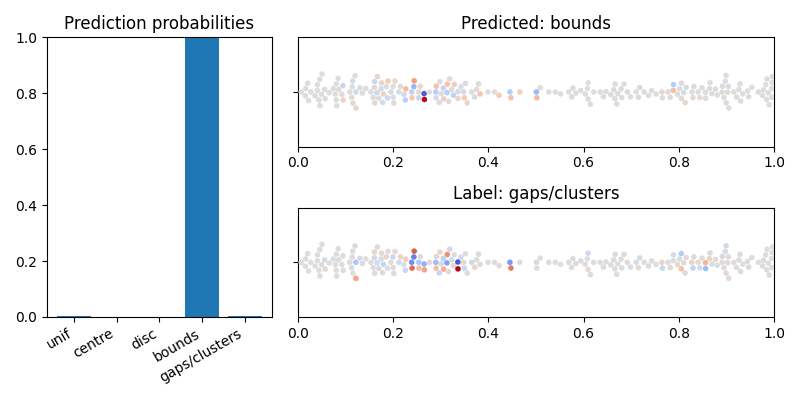 Prediction probabilities
1.0
0.8
0.6
0.4
0.2
0.0
unif
centre
disc
bounds
gaps/clusters
Predicted: bounds
0.0 0.2 0.4 0.6 0.8 1.0
Label: gaps/clusters
0.0 0.2 0.4 0.6 0.8 1.0